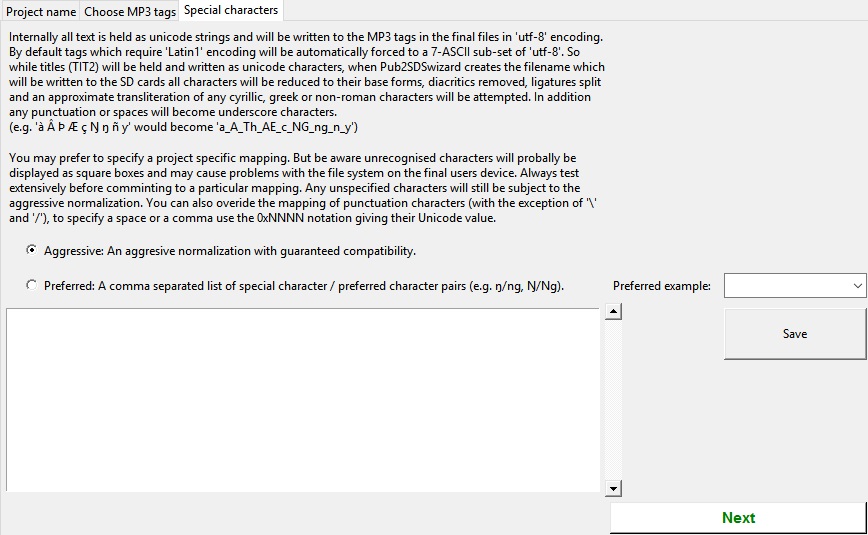 Project name Choose MP3 tags Special characters
Internally all text is held as unicode strings and will be written to the MP3 tags in the final files in 'utf-8' encoding.
By default tags which require 'Latin1' encoding will be automatically forced to a 7-ASCII sub-set of 'utf-8'. So
while titles (TIT2) will be held and written as unicode characters, when Pub2SDSwizard creates the filename which
will be written to the SD cards all characters will be reduced to their base forms, diacritics removed, ligatures split
and an approximate transliteration of any cyrillic, greek or non-roman characters will be attempted. In addition
any punctuation or spaces will become underscore characters.
(e.g. 'à Â Þ Æ ç Ŋ ŋ ñ y' would become 'a_A_Th_AE_c_NG_ng_n_y')
You may prefer to specify a project specific mapping. But be aware unrecognised characters will probally be
displayed as square boxes and may cause problems with the file system on the final users device. Always test
extensively before comminting to a particular mapping. Any unspecified characters will still be subject to the
aggressive normalization. You can also overide the mapping of punctuation characters (with the exception of '\'
and '/'), to specify a space or a comma use the 0xNNNN notation giving their Unicode value.
Aggressive: An aggresive normalization with guaranteed compatibility.
Preferred: A comma separated list of special character / preferred character pairs (e.g. ŋ/ng, Ŋ/Ng). Preferred example:
Save
Next